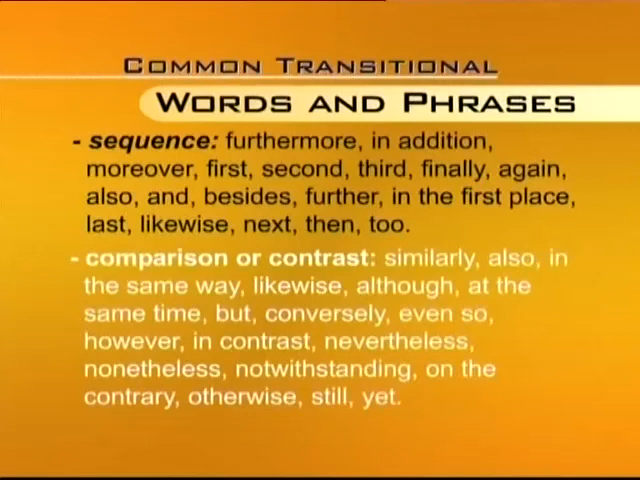 COMMON TRANSITIONAL
WORDS AND PHRASES
- sequence: furthermore, in addition,
moreover, first, second, third, finally, again,
also, and, besides, further, in the first place,
last, likewise, next, then, too.
- comparison or contrast: similarly, also, in
the same way, likewise, although, at the
same time, but, conversely, even so,
however, in contrast, nevertheless,
nonetheless, notwithstanding, on the
contrary, otherwise, still, yet.